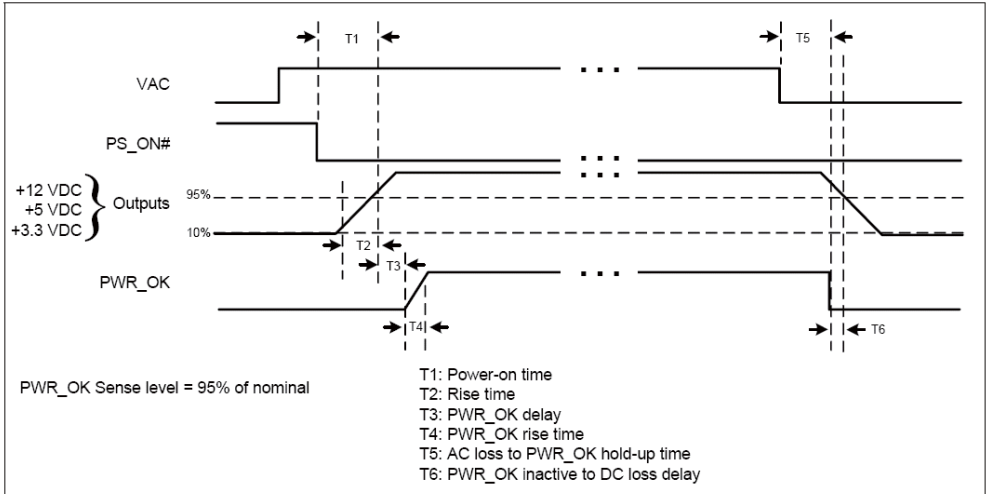 T1
T5
VAC
PS_ON#
+12 VDC
+5 VDC
+3.3 VDC
Outputs
95%
10%
T2
T3
PWR_OK
T4
T6
PWR_OK Sense level = 95% of nominal
T1: Power-on time
T2: Rise time
T3: PWR_OK delay
T4: PWR_OK rise time
T5: AC loss to PWR_OK hold-up time
T6: PWR_OK inactive to DC loss delay